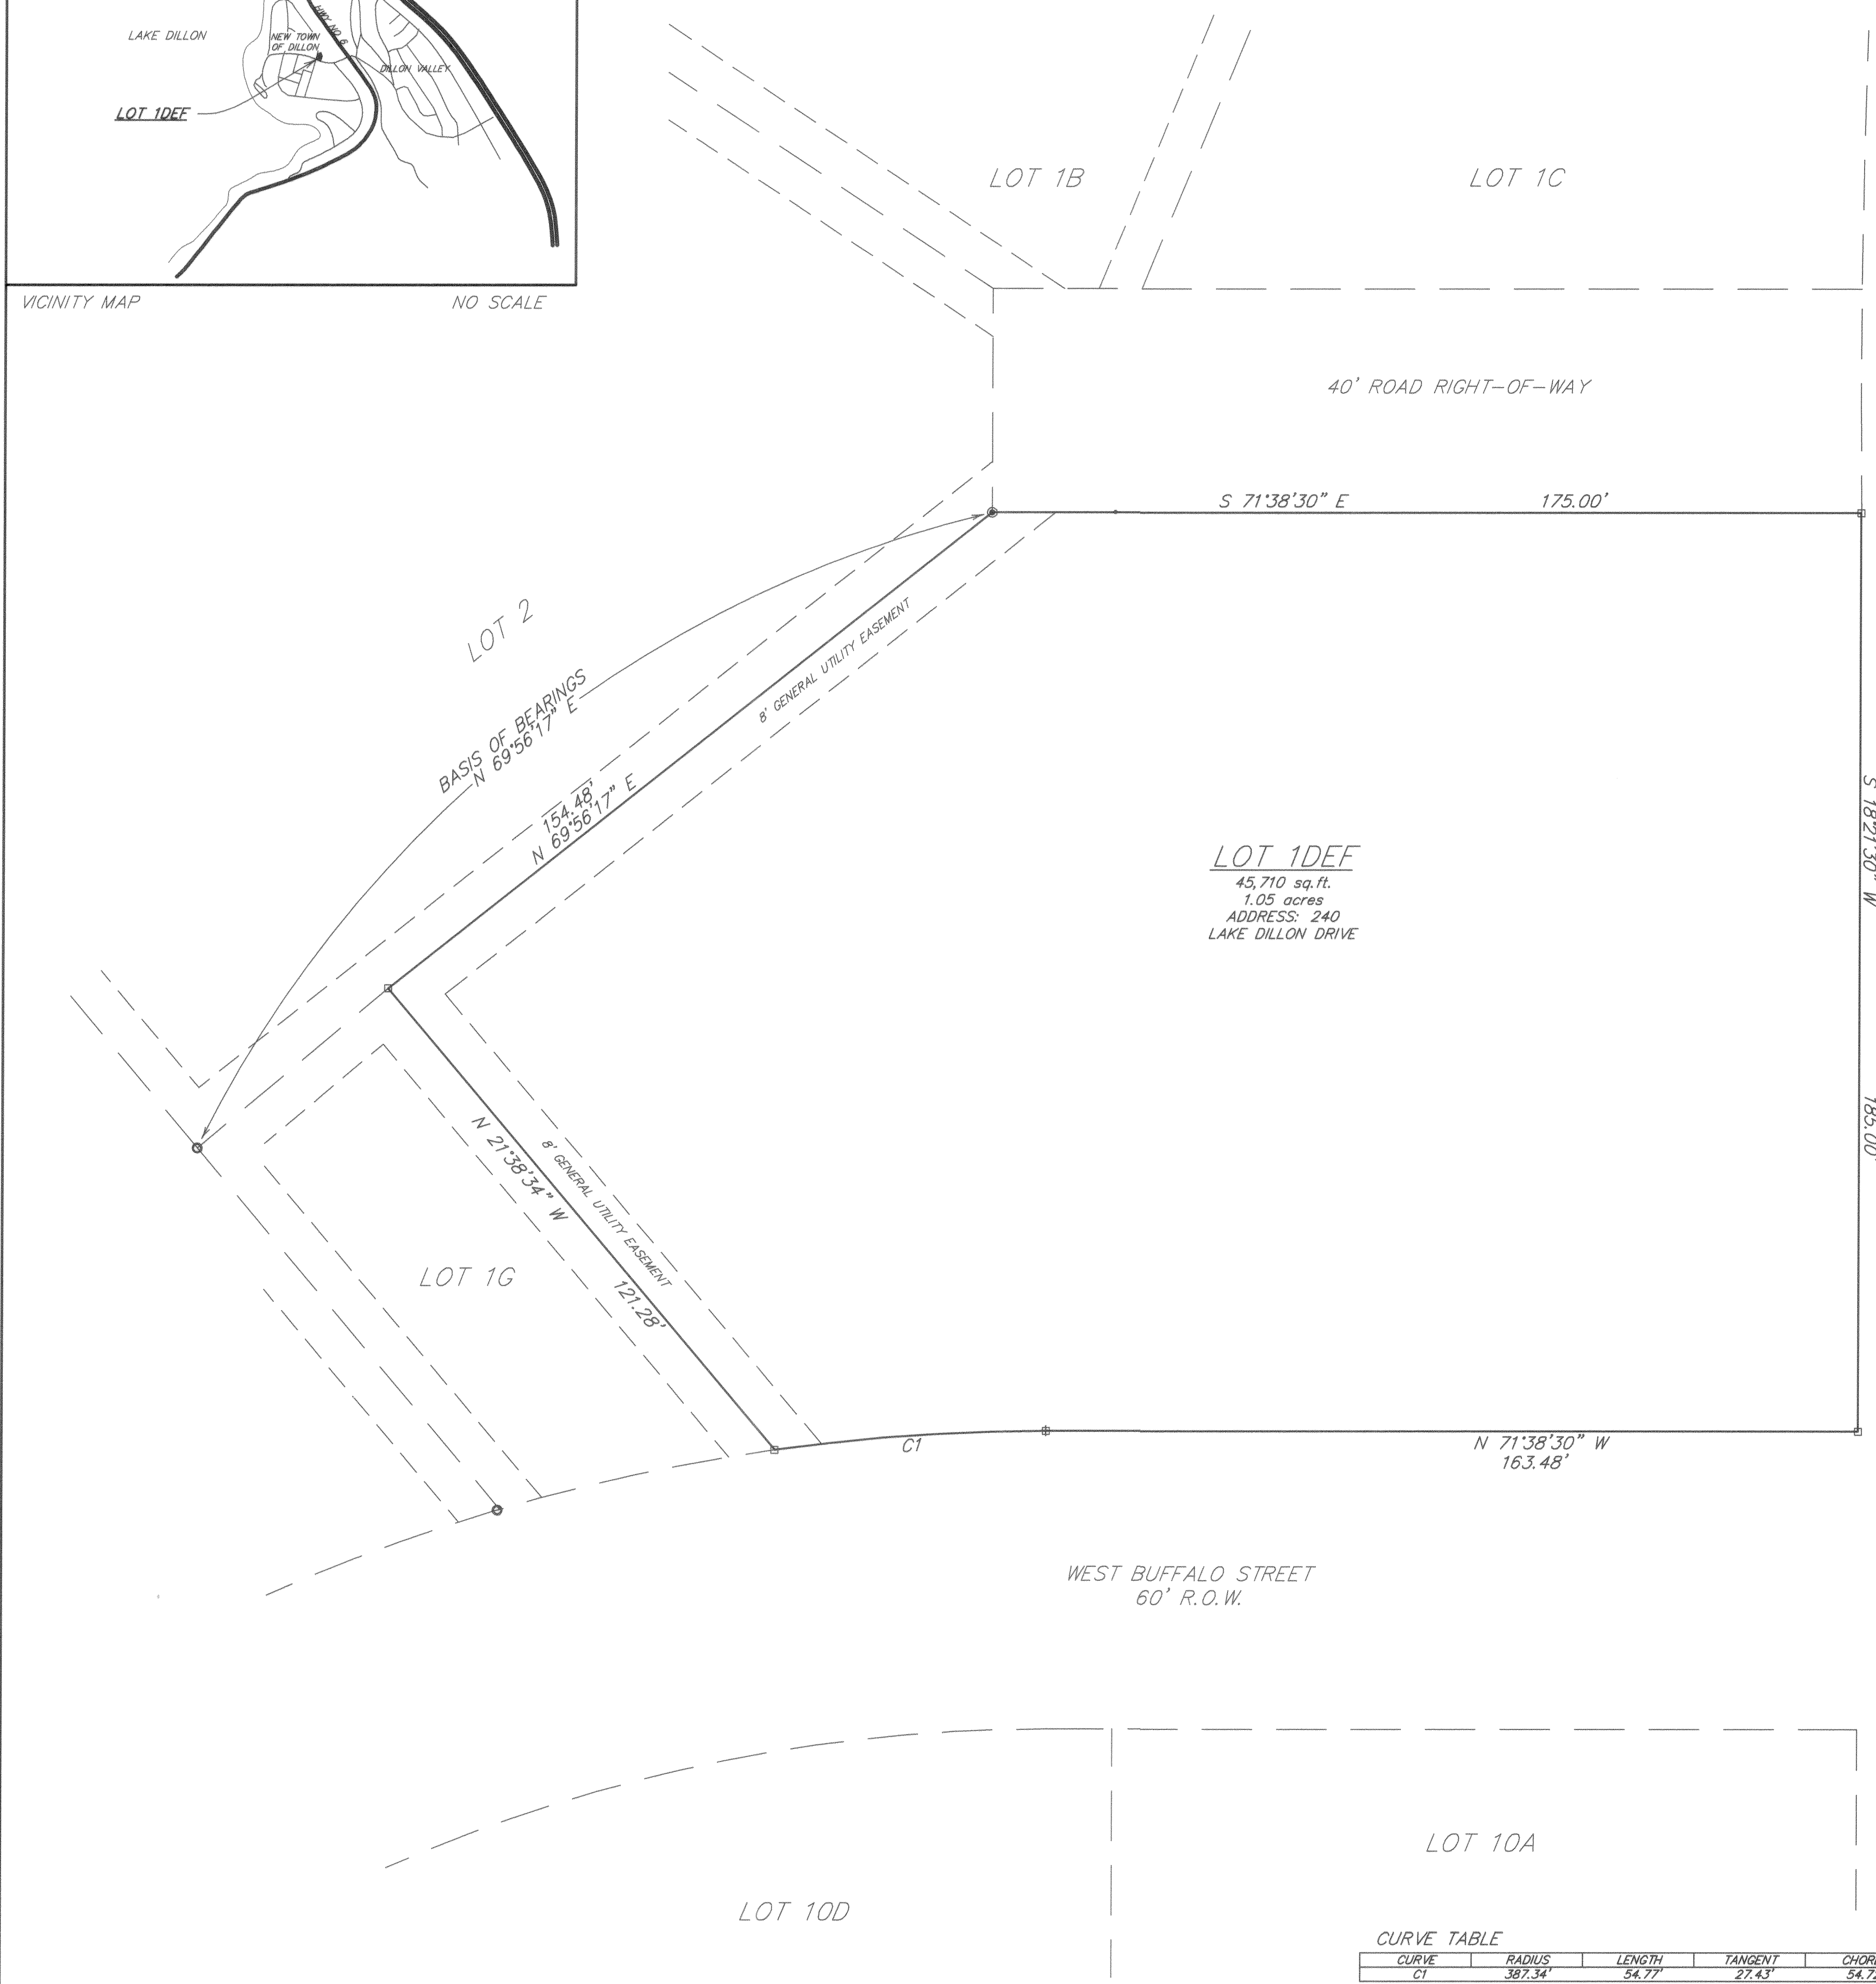 HWY NO 6
LAKE DILLON
NEW TOWN
OF DILLON
DILLON VALLEY
LOT 1DEF
VICINITY MAP
NO SCALE
LOT 1B
LOT 1C
40' ROAD RIGHT-OF-WAY
S 71°38'30" E
175.00'
LOT 2
BASIS OF BEARINGS
N 69°56'17" E
8' GENERAL UTILITY EASEMENT
154.48'
N 69°56'17" E
S 18°21'30" W
185.00'
LOT 1DEF
45,710 sq.ft.
1.05 acres
ADDRESS: 240
LAKE DILLON DRIVE
N 21°38'34" W
8' GENERAL UTILITY EASEMENT
121.28'
LOT 1G
C1
N 71°38'30" W
163.48'
WEST BUFFALO STREET
60' R.O.W.
LOT 10A
LOT 10D
CURVE TABLE
CURVE RADIUS LENGTH TANGENT
C1 387.34' 54.77' 27.43'